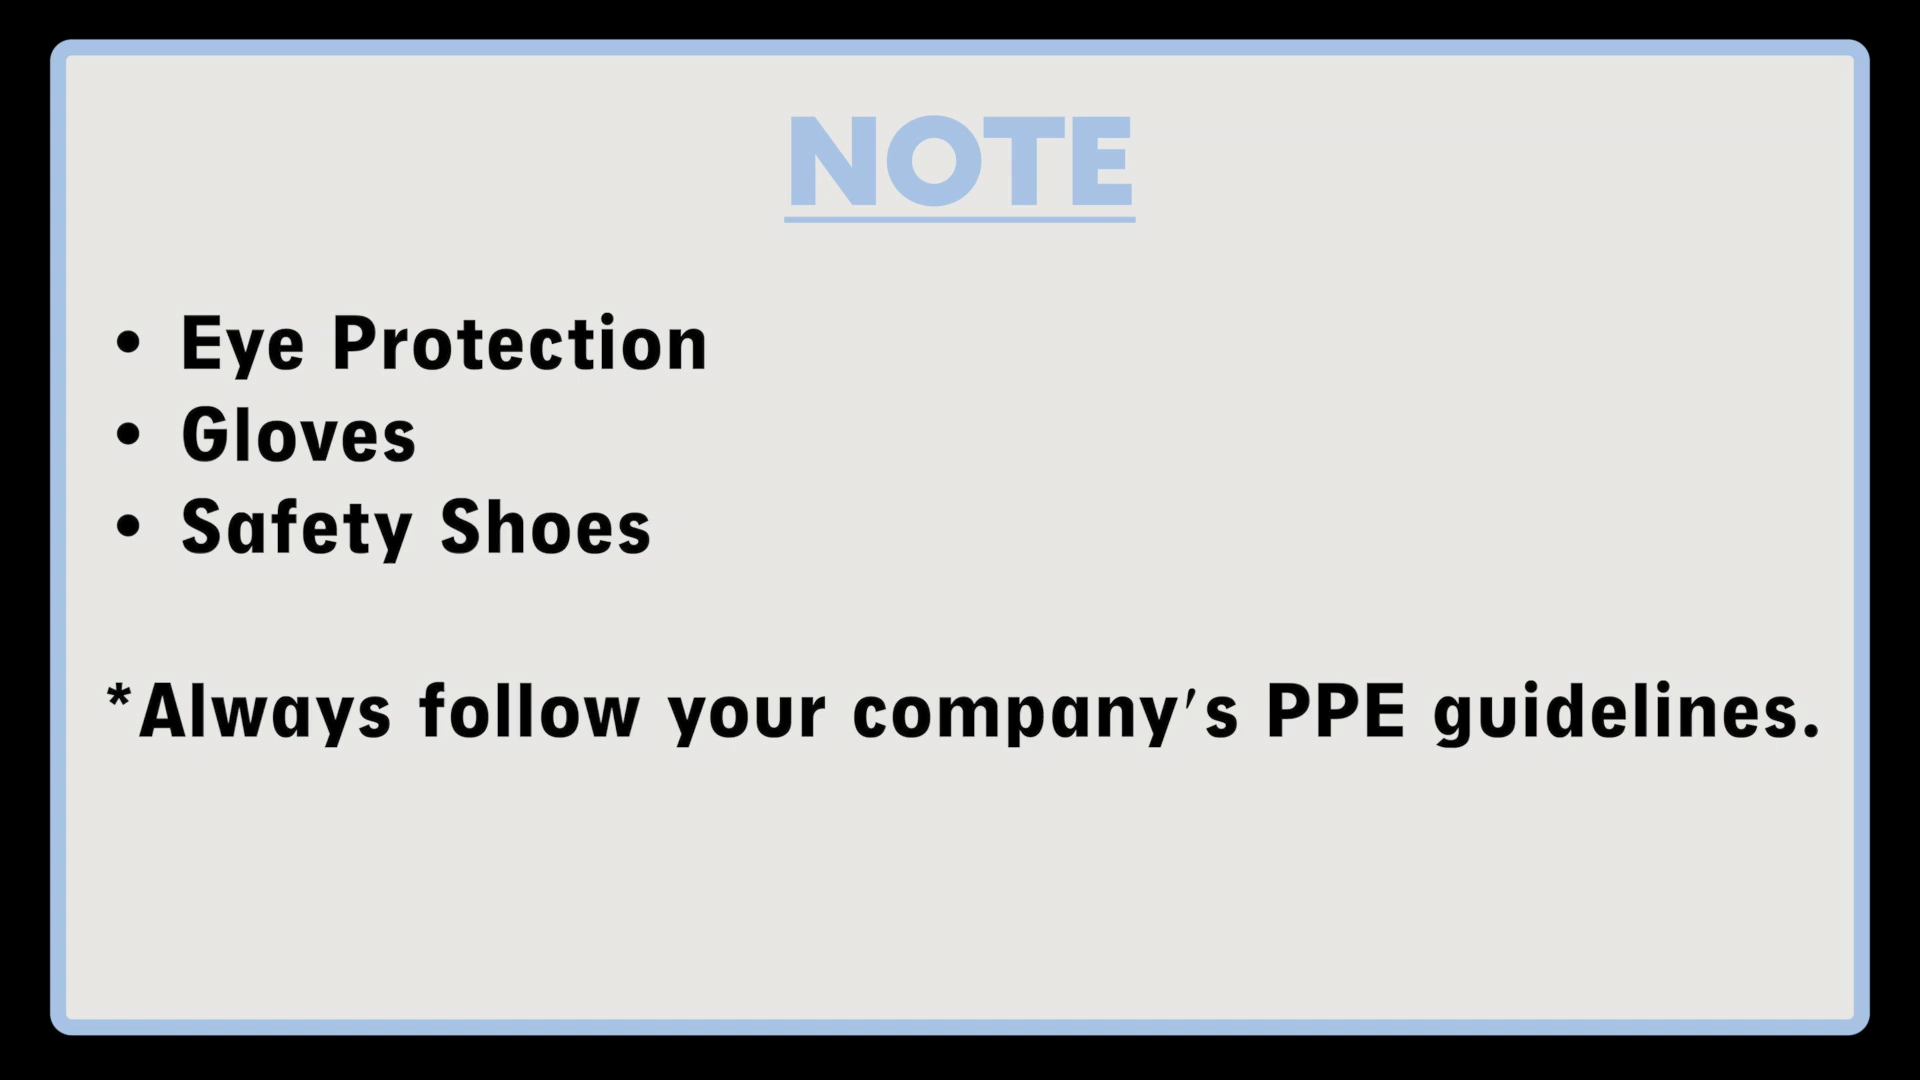 NOTE
• Eye Protection
• Gloves
• Safety Shoes
*Always follow your company's PPE guidelines.